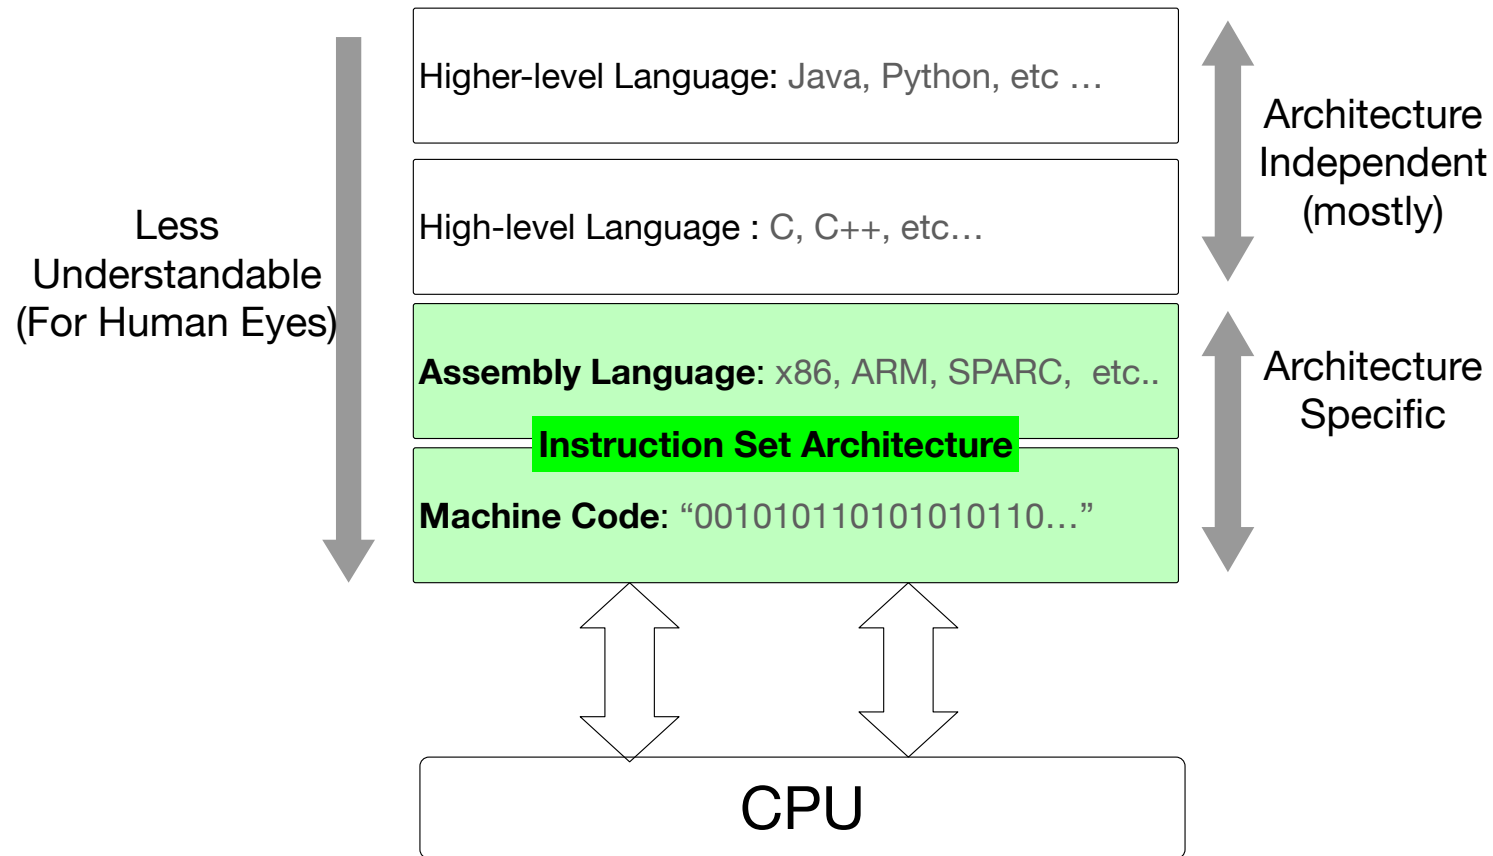 Higher-level Language: Java, Python, etc …
Architecture
Independent
(mostly)
Less
Understandable
(For Human Eyes)
High-level Language : C, C++, etc…
Assembly Language: x86, ARM, SPARC,  etc..
Architecture
Specific
Instruction Set Architecture
Machine Code: “001010110101010110…”
CPU